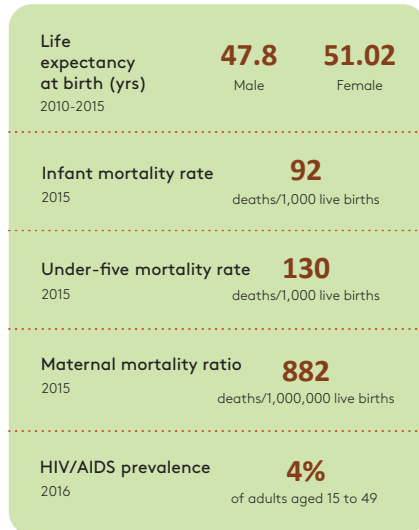 Life
expectancy
at birth (yrs)
2010-2015
47.8
Male
51.02
Female
Infant mortality rate
2015
92
deaths/1,000 live births
Under-five mortality rate
2015
130
deaths/1,000 live births
Maternal mortality ratio
2015
882
deaths/1,000,000 live births
HIV/AIDS prevalence
2016
4%
of adults aged 15 to 49